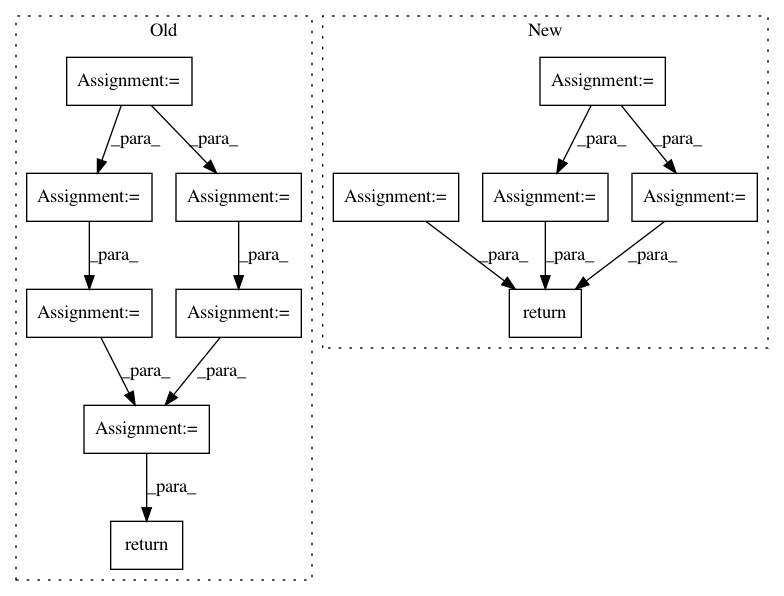 Old
Assignment:=
_para_
_para_
Assignment:=
Assignment:=
_para_
_para_
Assignment:=
Assignment:=
_para_
_para_
Assignment:=
_para_
return
New
Assignment:=
_para_
_para_
Assignment:=
Assignment:=
Assignment:=
_para_
_para_
_para_
return